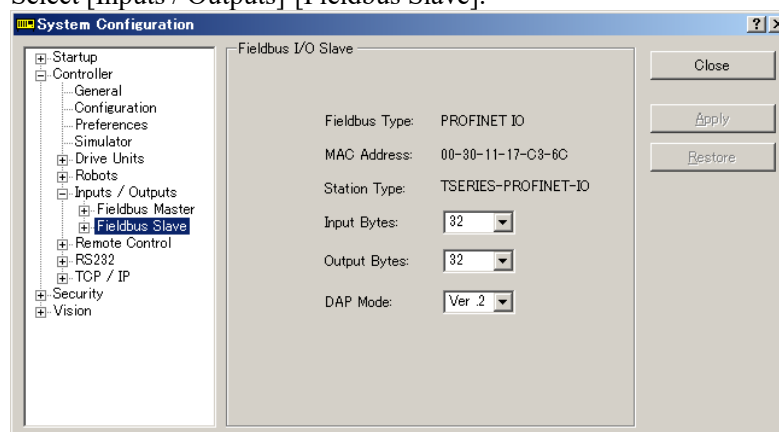 Select [Inputs / Outputs]-[Fieldbus Slave].
System Configuration
Startup
Controller
General
Configuration
Preferences
Simulator
Drive Units
Robots
Inputs / Outputs
Fieldbus Master
Fieldbus Slave
Remote Control
RS232
TCP / IP
Security
Vision
Fieldbus I/O Slave
Fieldbus Type: PROFINET IO
MAC Address: 00-30-11-17-C3-6C
Station Type: TSERIES-PROFINET-IO
Input Bytes: 32
Output Bytes: 32
DAP Mode: Ver .2
Close
Apply
Restore